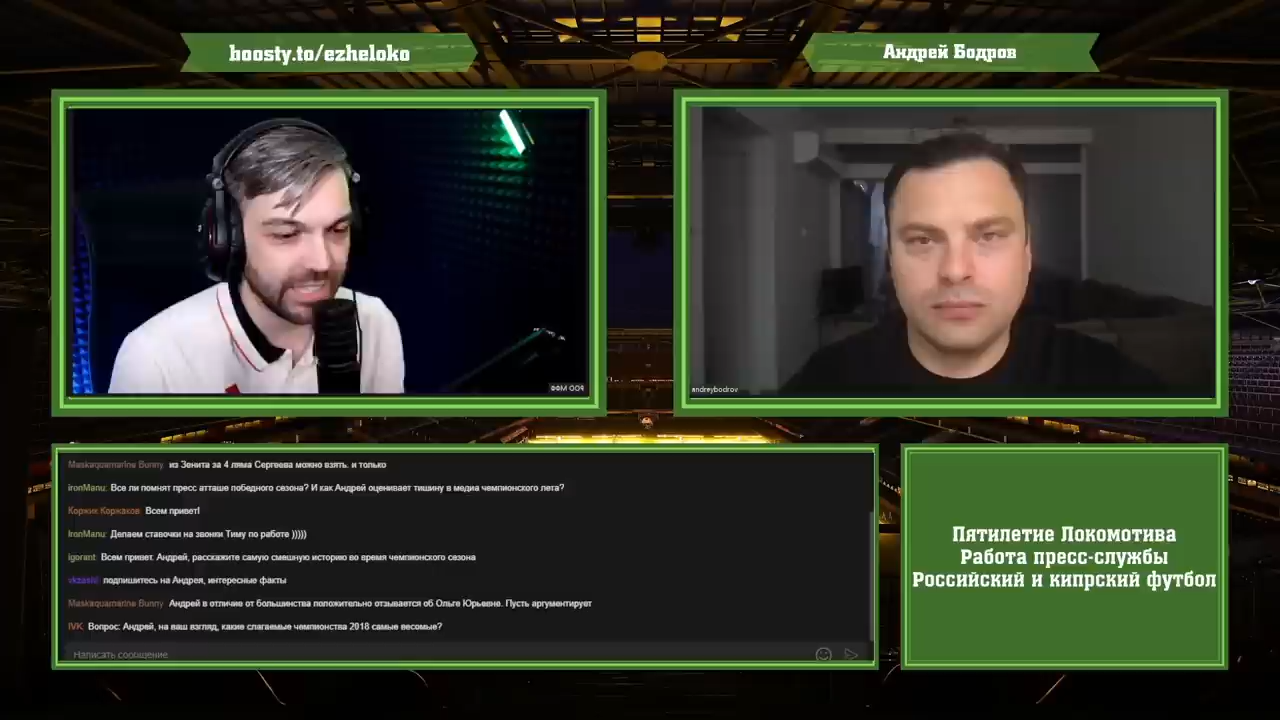 boosty.to/ezheloko
Андрей Бодров
РОD МФФ
andreybodrov
Maskaquamarine Bunny: из Зенита за 4 ляма Сергеева можно взять. и только
ironManu: Все ли помнят пресс атташе победного сезона? И как Андрей оценивает тишину в медиа чемпионского лета?
Коржик Коржаков: Всем привет!
IronManu: Делаем ставочки на звонки Тиму по работе )))))
igorant: Всем привет. Андрей, расскажите самую смешную историю во время чемпионского сезона
vkzasié: подпишитесь на Андрея, интересные факты
Maskaquamarine Bunny: Андрей в отличие от большинства положительно отзывается об Ольге Юрьевне. Пусть аргументирует
IVK: Вопрос: Андрей, на ваш взгляд, какие слагаемые чемпионства 2018 самые весомые?
Написать сообщение
Пятилетие Локомотива
Работа пресс-службы
Российский и кипрский футбол